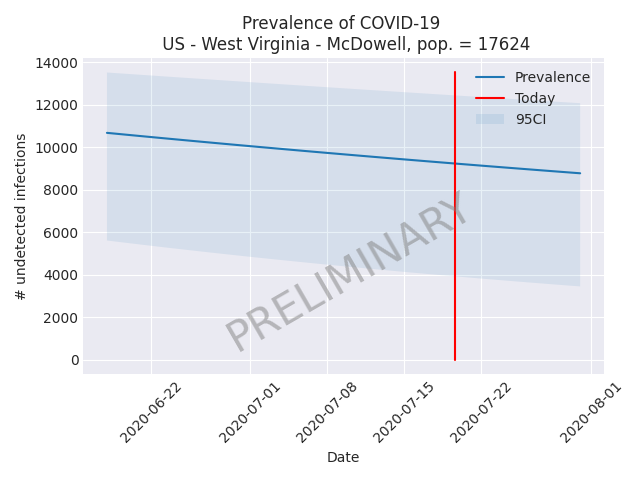 Prevalence of COVID-19
US - West Virginia - McDowell, pop. = 17624
14000
12000
10000
8000
6000
4000
2000
0
# undetected infections
Prevalence
Today
95CI
PRELIMINARY
2020-06-22
2020-07-01
2020-07-08
2020-07-15
2020-07-22
2020-08-01
Date